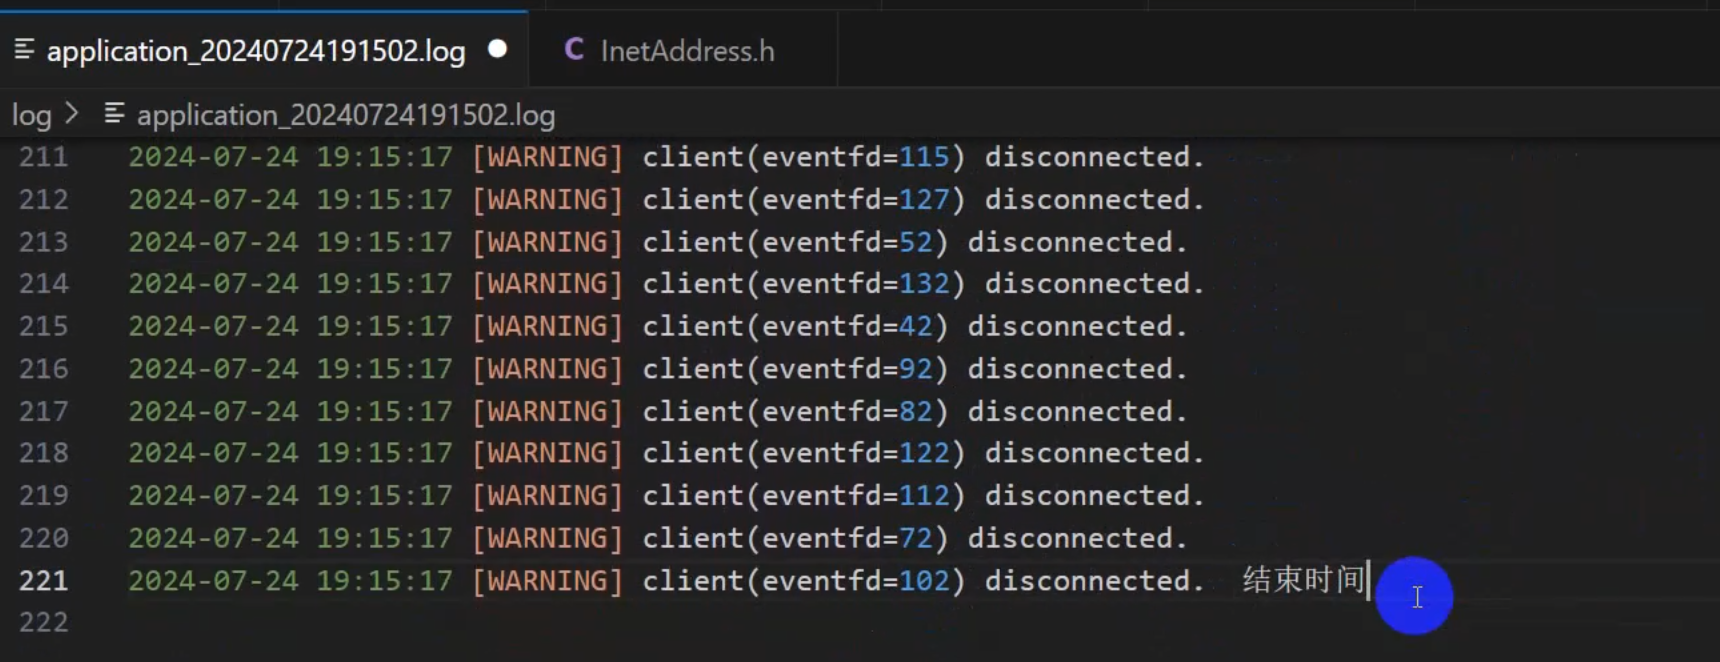 application_20240724191502.log
InetAddress.h
log > application_20240724191502.log
211 2024-07-24 19:15:17 [WARNING] client(eventfd=115) disconnected.
212 2024-07-24 19:15:17 [WARNING] client(eventfd=127) disconnected.
213 2024-07-24 19:15:17 [WARNING] client(eventfd=52) disconnected.
214 2024-07-24 19:15:17 [WARNING] client(eventfd=132) disconnected.
215 2024-07-24 19:15:17 [WARNING] client(eventfd=42) disconnected.
216 2024-07-24 19:15:17 [WARNING] client(eventfd=92) disconnected.
217 2024-07-24 19:15:17 [WARNING] client(eventfd=82) disconnected.
218 2024-07-24 19:15:17 [WARNING] client(eventfd=122) disconnected.
219 2024-07-24 19:15:17 [WARNING] client(eventfd=112) disconnected.
220 2024-07-24 19:15:17 [WARNING] client(eventfd=72) disconnected.
221 2024-07-24 19:15:17 [WARNING] client(eventfd=102) disconnected. 结束时间
222